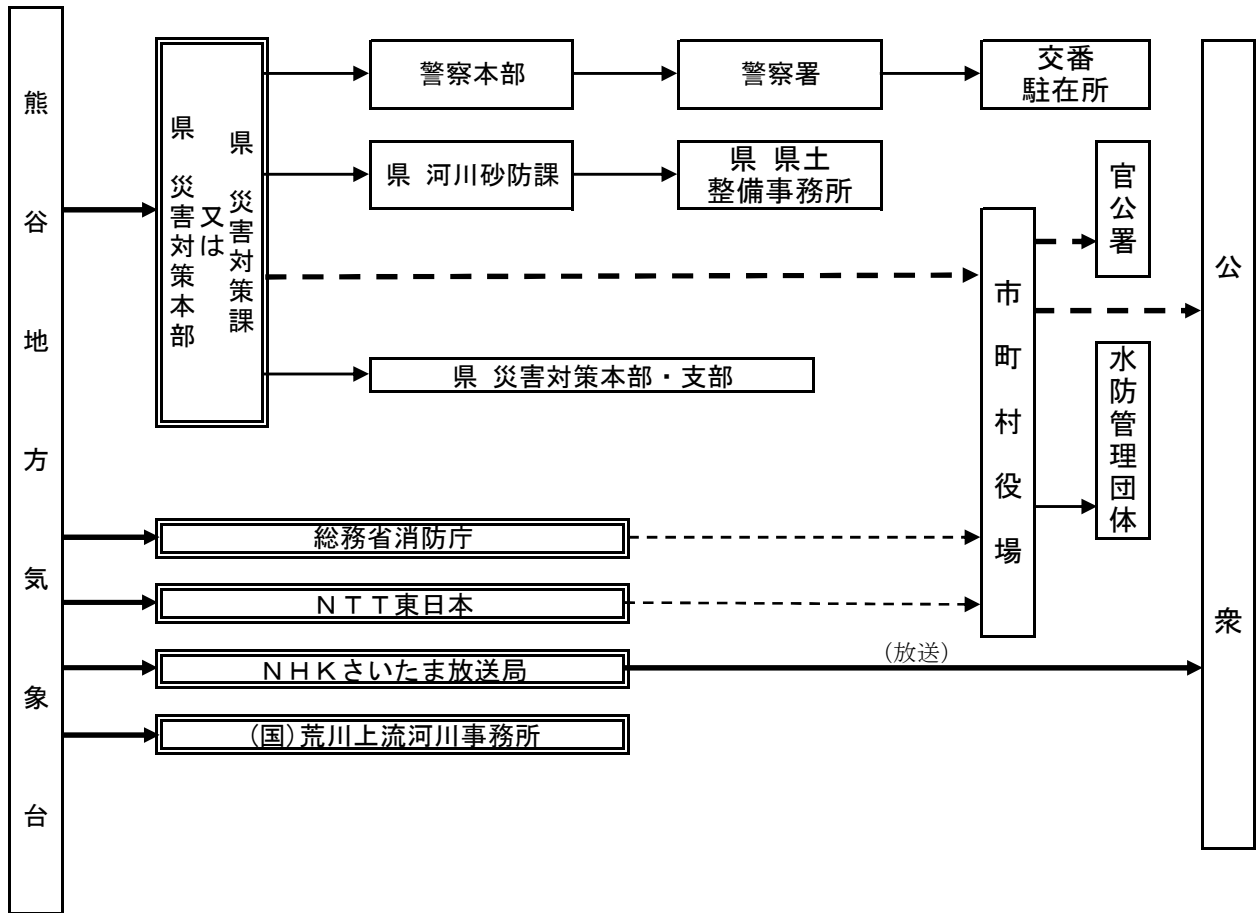 熊谷地方気象台
県 災害対策課
又は
県 災害対策本部
警察本部
警察署
交番
駐在所
県 河川砂防課
県 県土
整備事務所
県 災害対策本部・支部
市町村役場
官公署
水防管理団体
公衆
総務省消防庁
ＮＴＴ東日本
ＮＨＫさいたま放送局
（放送）
(国)荒川上流河川事務所